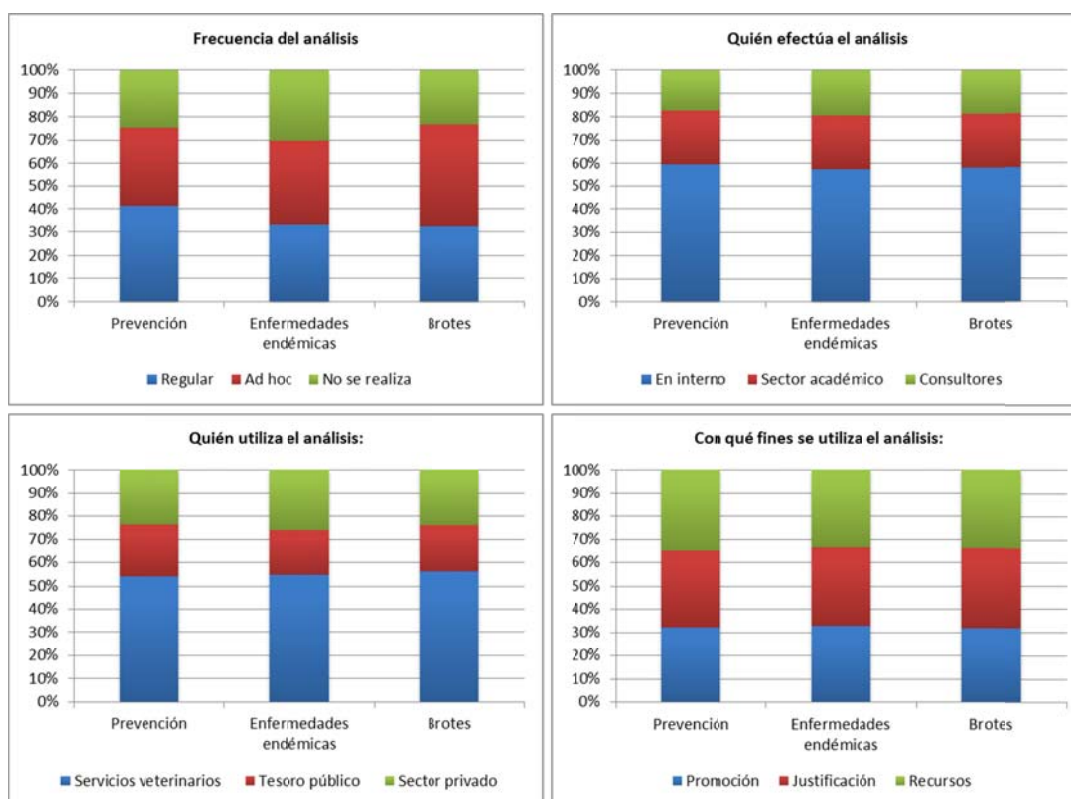 Frecuencia del análisis
100%
90%
80%
70%
60%
50%
40%
30%
20%
10%
0%
Prevención
Enfermedades
endémicas
Brotes
Regular
Ad hoc
No se realiza
Quién efectúa el análisis
100%
90%
80%
70%
60%
50%
40%
30%
20%
10%
0%
Prevención
Enfermedades
endémicas
Brotes
En interno
Sector académico
Consultores
Quién utiliza el análisis:
100%
90%
80%
70%
60%
50%
40%
30%
20%
10%
0%
Prevención
Enfermedades
endémicas
Brotes
Servicios veterinarios
Tesoro público
Sector privado
Con qué fines se utiliza el análisis:
100%
90%
80%
70%
60%
50%
40%
30%
20%
10%
0%
Prevención
Enfermedades
endémicas
Brotes
Promoción
Justificación
Recursos